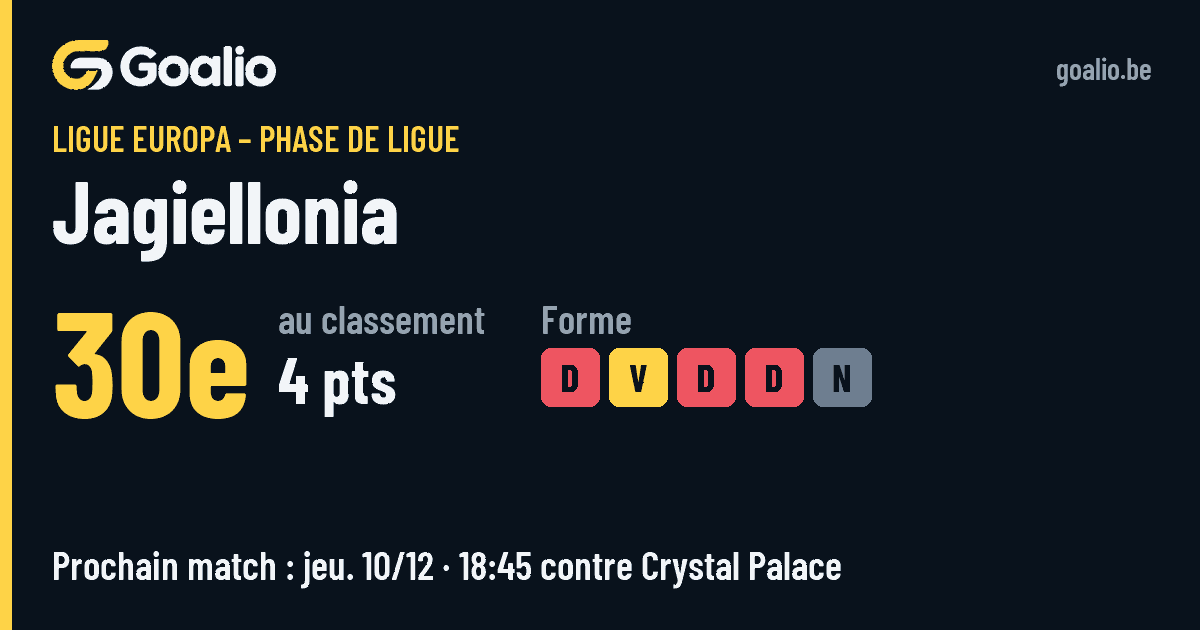 Goalio
goalio.be
LIGUE EUROPA – PHASE DE LIGUE
Jagiellonia
30e
au classement
4 pts
Forme
D V D D N
Prochain match : jeu. 10/12 · 18:45 contre Crystal Palace